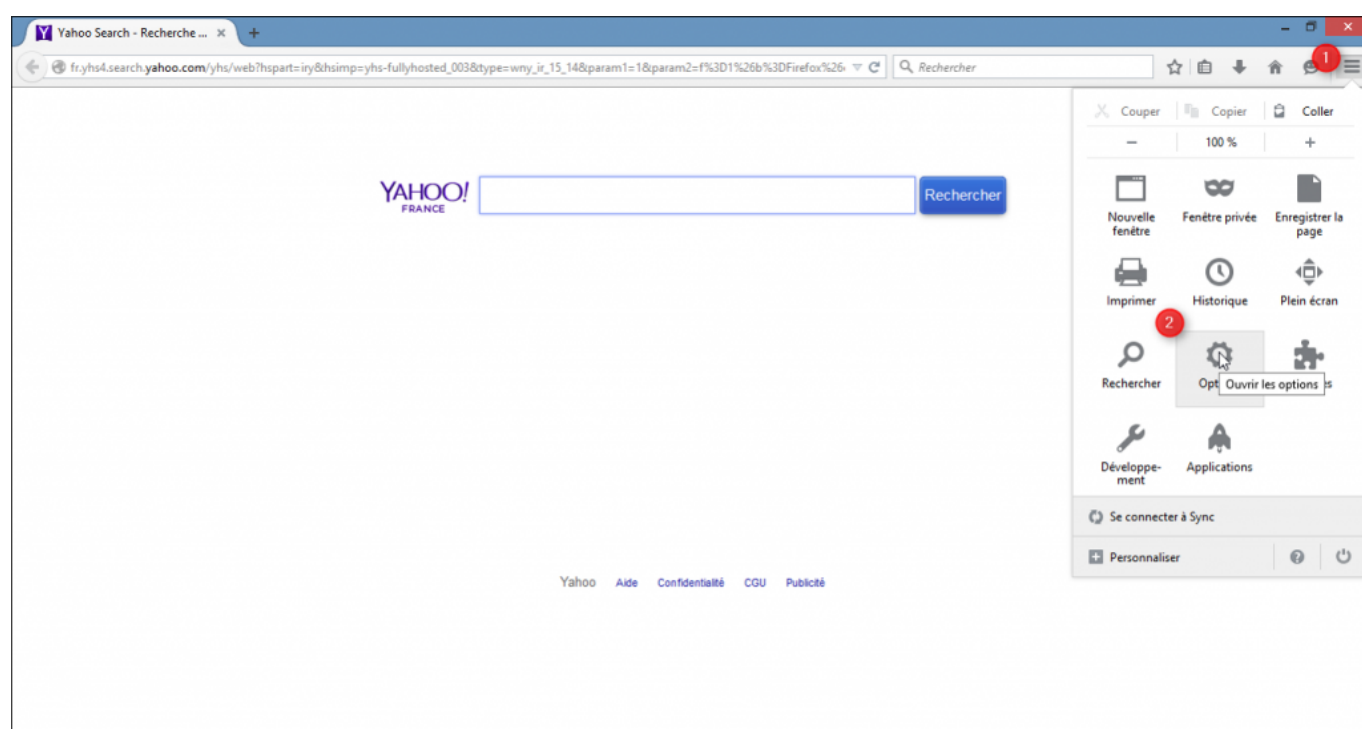 Yahoo Search - Recherche ...
fr.yhs4.search.yahoo.com/yhs/web?hspart=iry&hsimp=yhs-fullyhosted_003&type=wny_ir_15_14&param1=1&param2=f%3D1%26b%3DFirefox%26
Rechercher
1
Couper Copier Coller
− 100 % +
YAHOO!
FRANCE
Rechercher
Nouvelle
fenêtre
Fenêtre privée
Enregistrer la
page
Imprimer Historique Plein écran
2
Rechercher
Opt
Ouvrir les options
Développe-
ment
Applications
Se connecter à Sync
Personnaliser
Yahoo Aide Confidentialité CGU Publicité